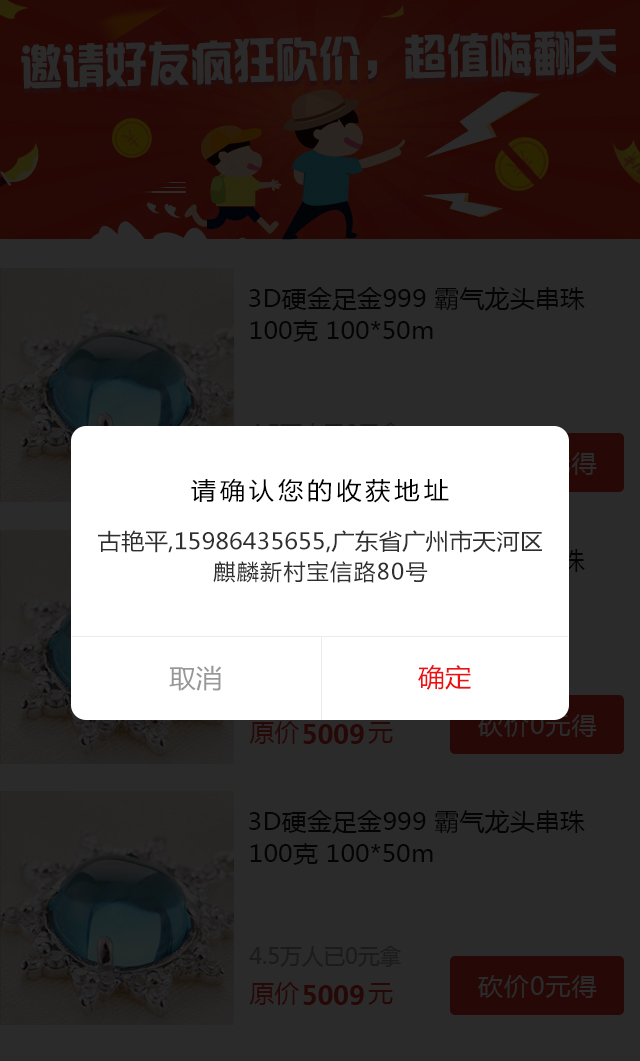 邀请好友疯狂砍价，超值嗨翻天
3D硬金足金999 霸气龙头串珠
100克 100*50m
得
请确认您的收获地址
古艳平,15986435655,广东省广州市天河区
麒麟新村宝信路80号
珠
取消
确定
原价5009元
砍价0元得
3D硬金足金999 霸气龙头串珠
100克 100*50m
4.5万人已0元拿
原价5009元
砍价0元得